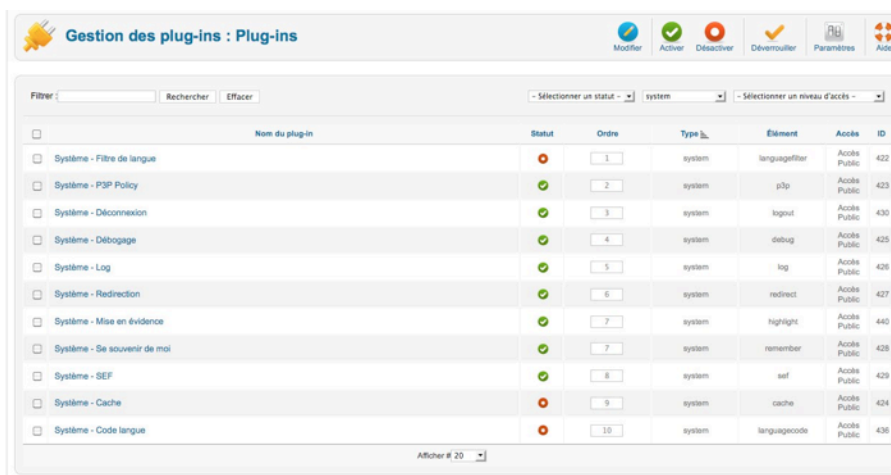 Gestion des plug-ins : Plug-ins
Modifier Activer Désactiver Déverrouiller Paramètres Aide
Filtrer : Rechercher Effacer - Sélectionner un statut - system - Sélectionner un niveau d'accès -
Nom du plug-in Statut Ordre Type Élément Accès ID
Système - Filtre de langue 1 system languagefilter Accès Public 422
Système - P3P Policy 2 system p3p Accès Public 423
Système - Déconnexion 3 system logout Accès Public 430
Système - Débogage 4 system debug Accès Public 425
Système - Log 5 system log Accès Public 426
Système - Redirection 6 system redirect Accès Public 427
Système - Mise en évidence 7 system highlight Accès Public 440
Système - Se souvenir de moi 7 system remember Accès Public 428
Système - SEF 8 system sef Accès Public 429
Système - Cache 9 system cache Accès Public 424
Système - Code langue 10 system languagecode Accès Public 436
Afficher # 20